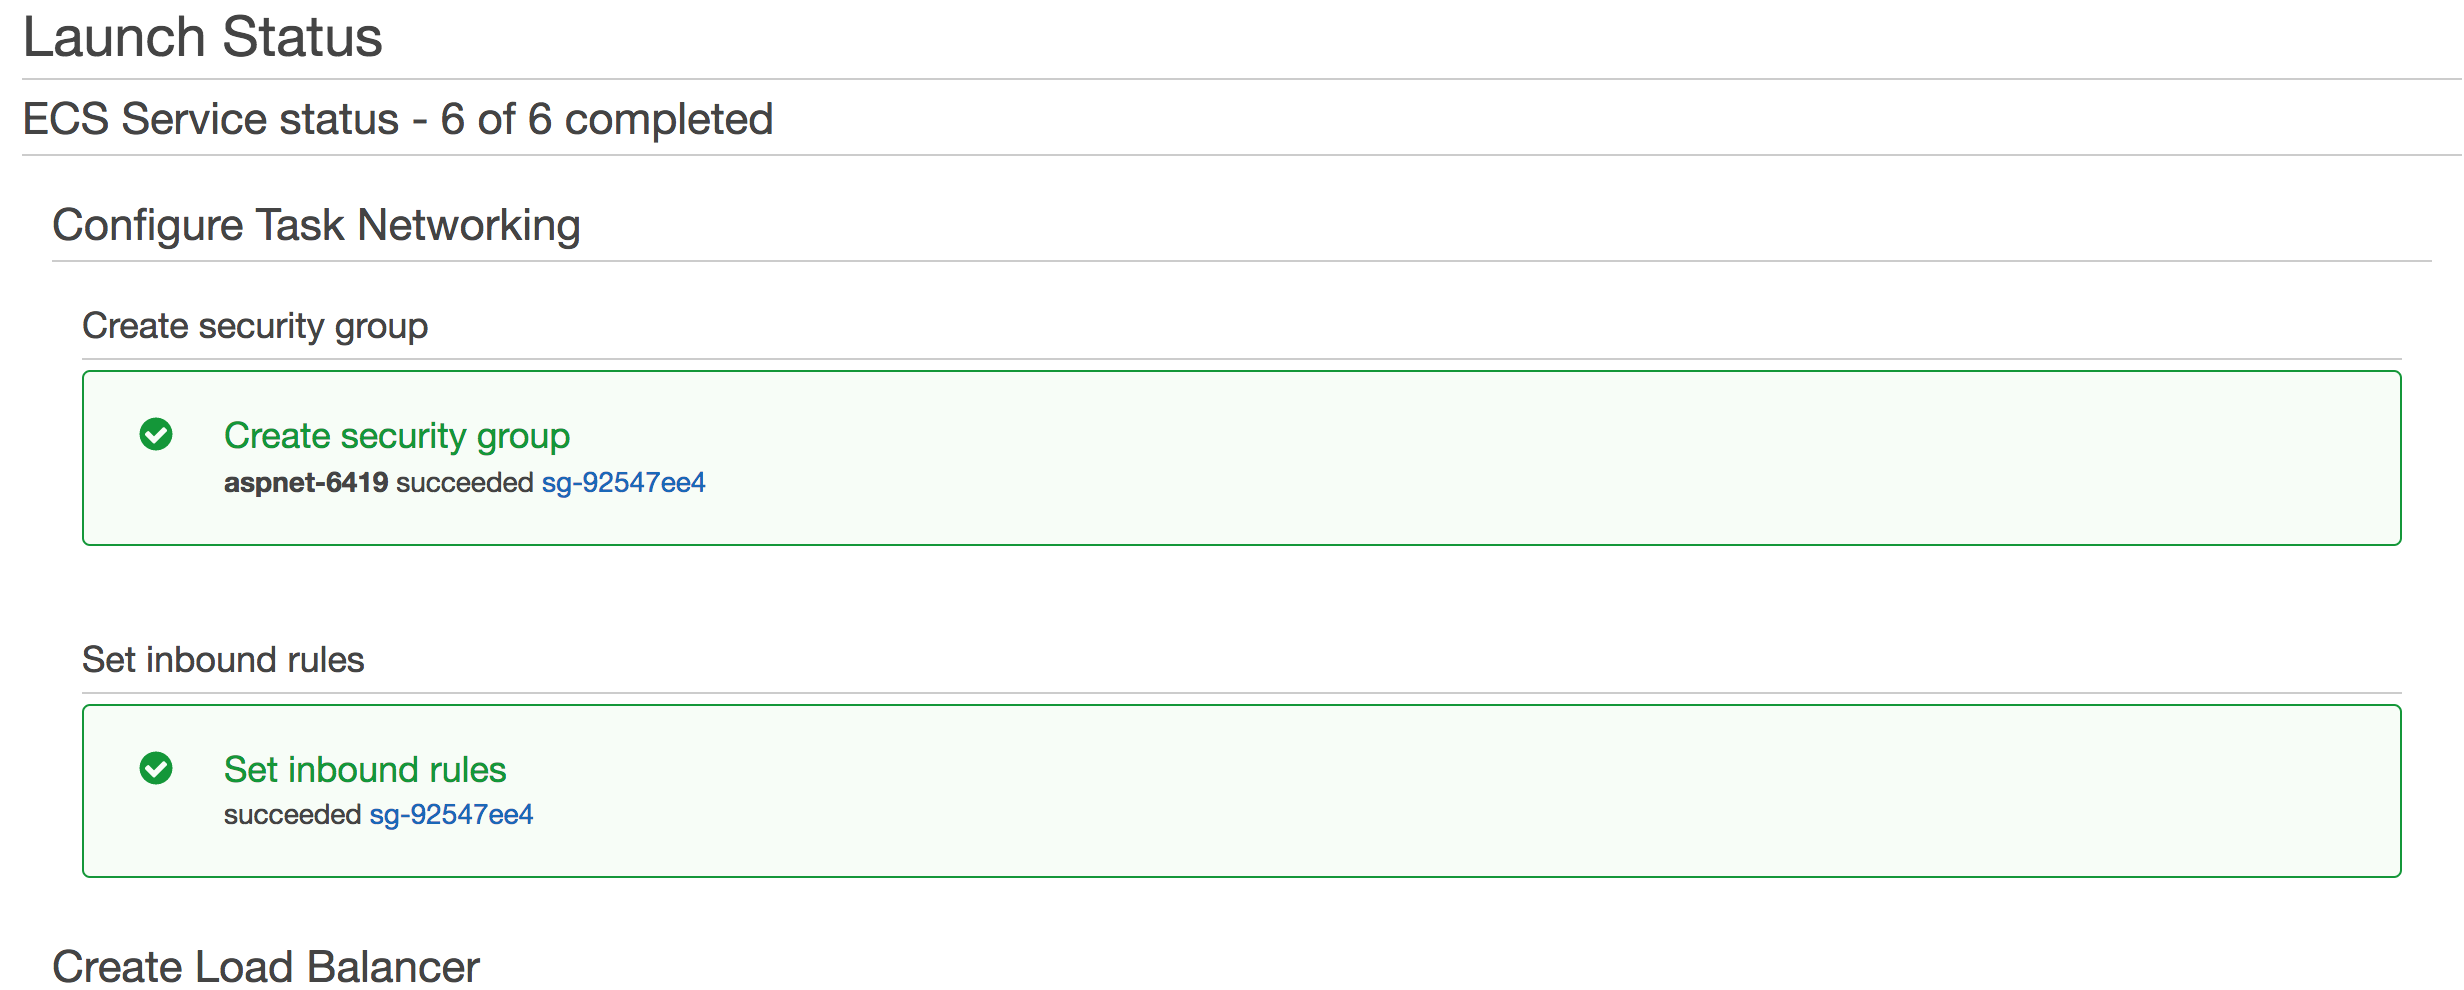 Launch Status
ECS Service status - 6 of 6 completed
Configure Task Networking
Create security group
Create security group
aspnet-6419 succeeded sg-92547ee4
Set inbound rules
Set inbound rules
succeeded sg-92547ee4
Create Load Balancer